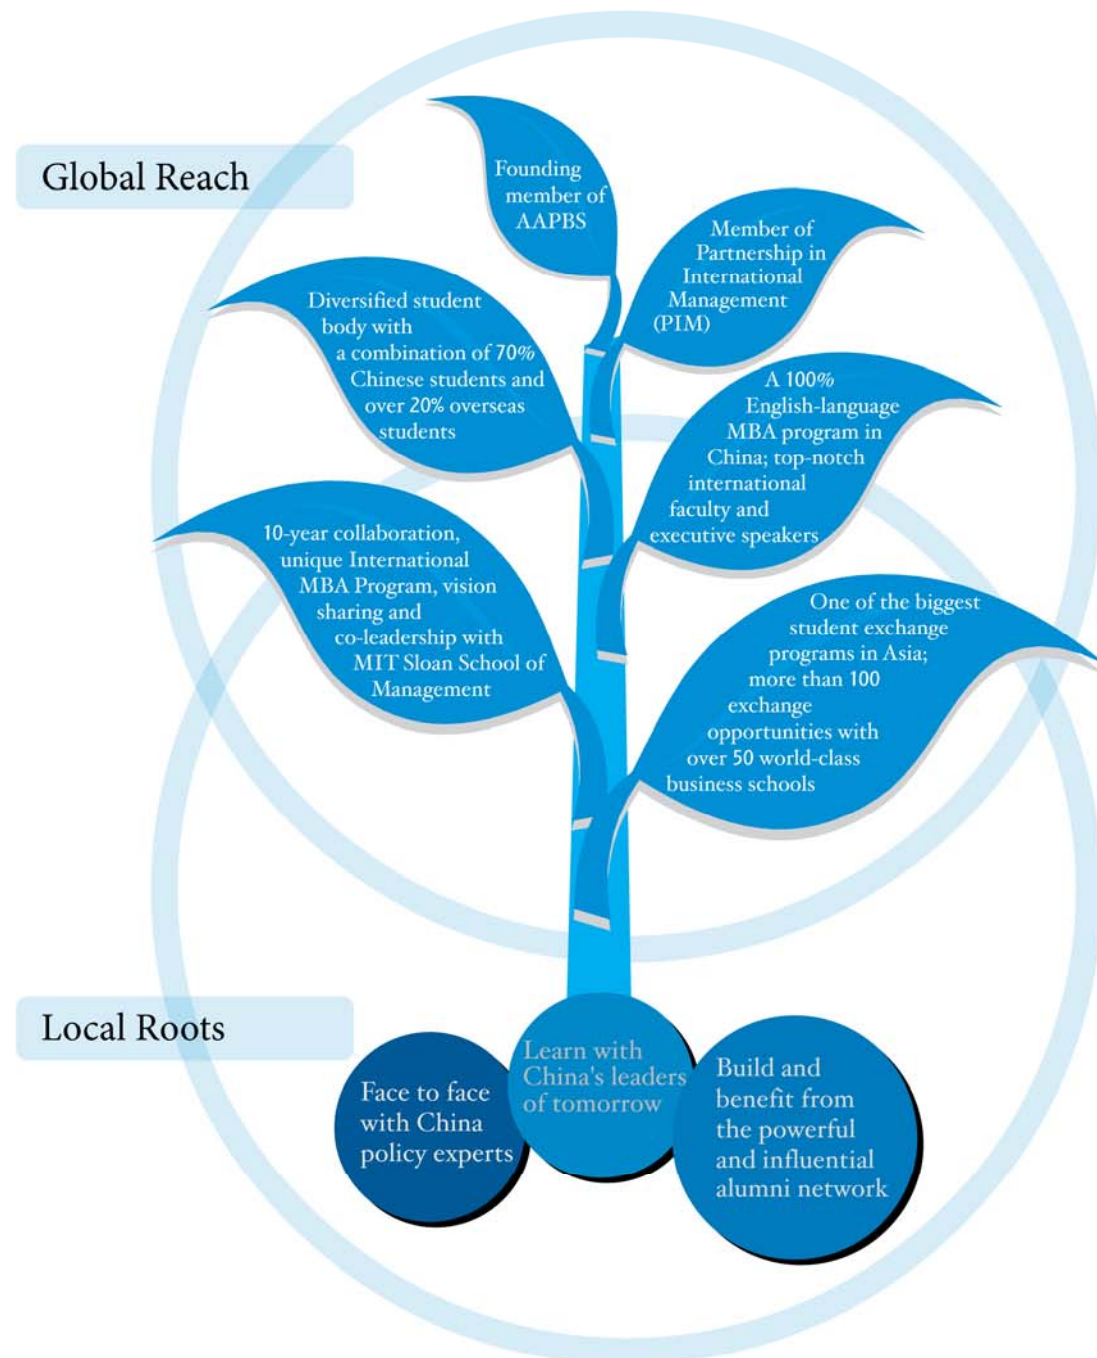 Global Reach
Founding
member of
AAPBS
Member of
Partnership in
International
Management
(PIM)
Diversified student
body with
a combination of 70%
Chinese students and
over 20% overseas
students
A 100%
English-language
MBA program in
China; top-notch
international
faculty and
executive speakers
10-year collaboration,
unique International
MBA Program, vision
sharing and
co-leadership with
MIT Sloan School of
Management
One of the biggest
student exchange
programs in Asia;
more than 100
exchange
opportunities with
over 50 world-class
business schools
Local Roots
Face to face
with China
policy experts
Learn with
China's leaders
of tomorrow
Build and
benefit from
the powerful
and influential
alumni network